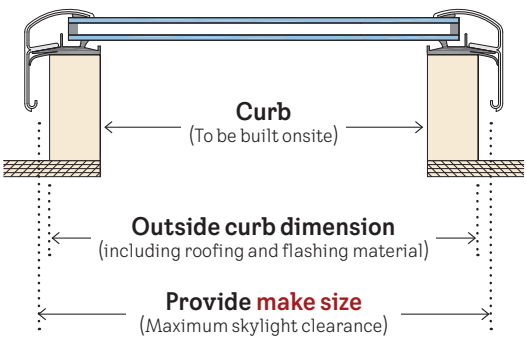 Curb
(To be built onsite)
Outside curb dimension
(including roofing and flashing material)
Provide make size
(Maximum skylight clearance)